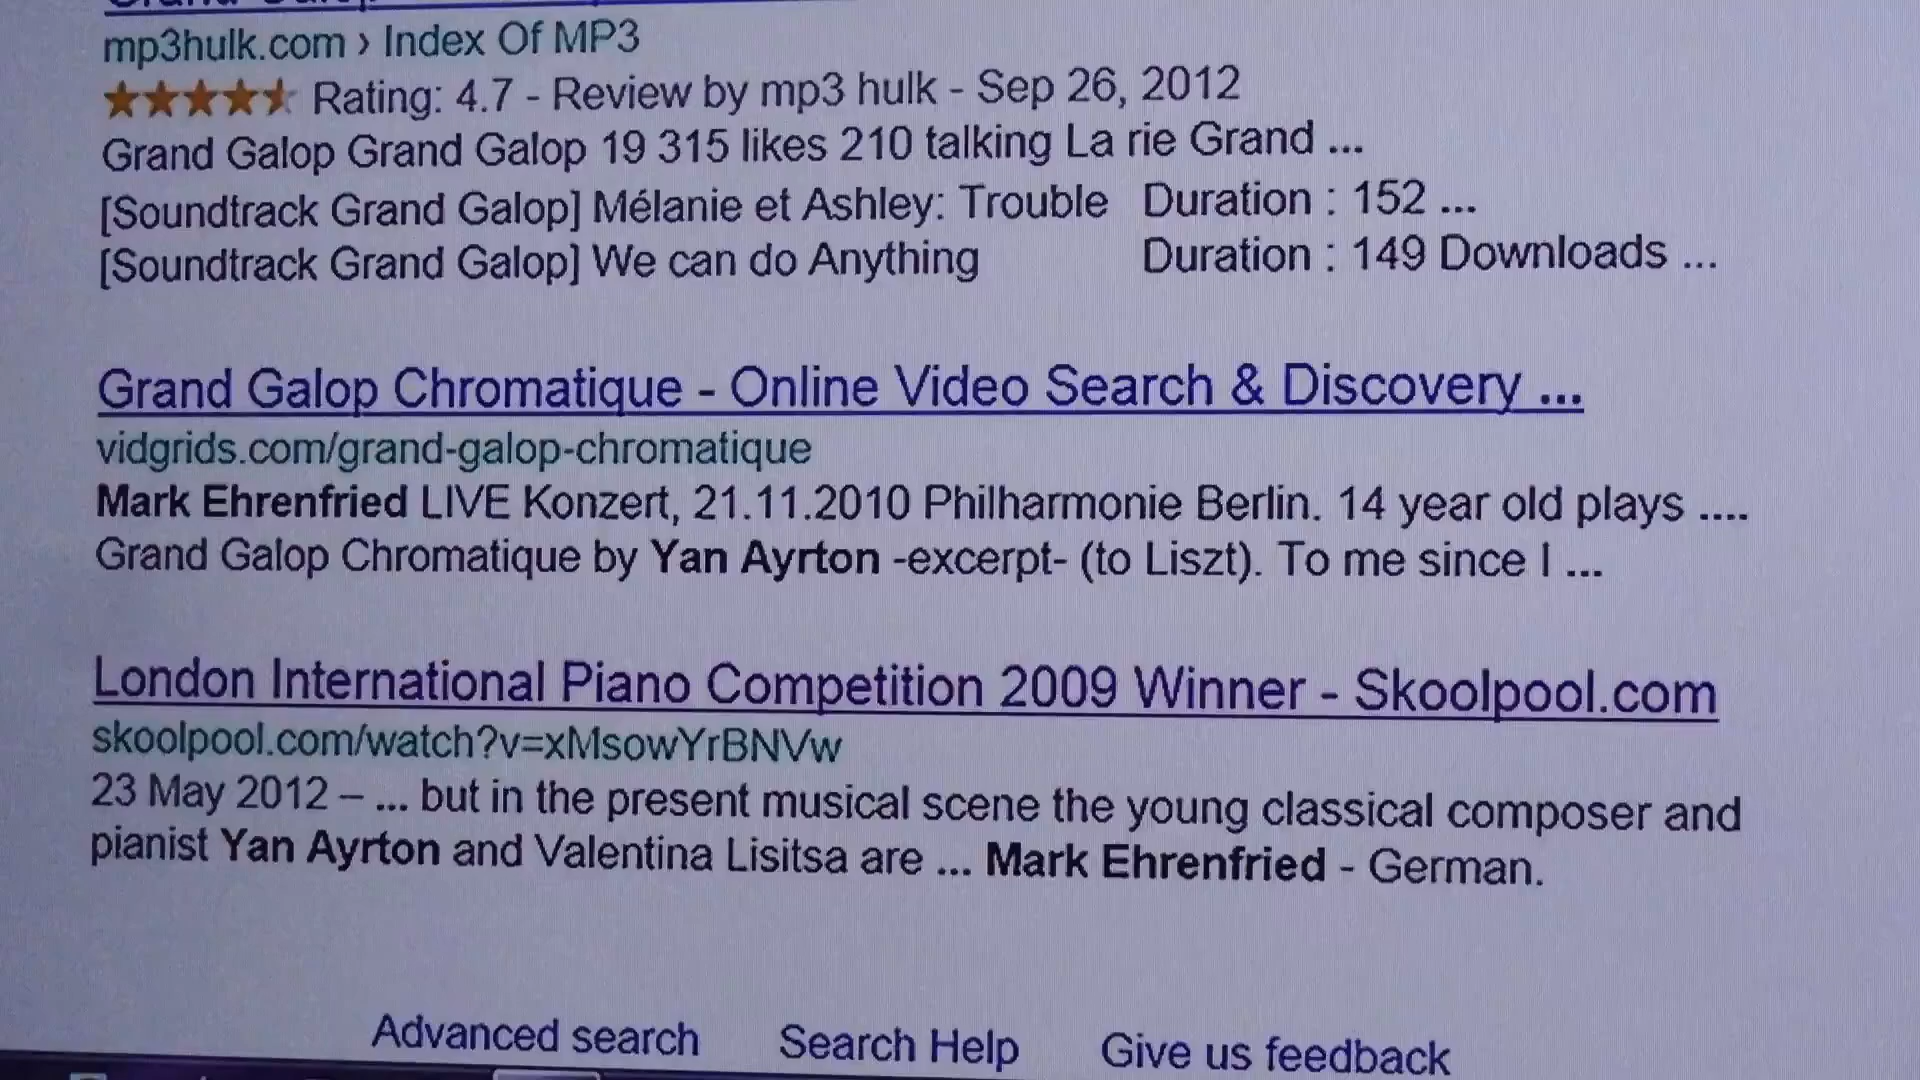 mp3hulk.com › Index Of MP3
Rating: 4.7 - Review by mp3 hulk - Sep 26, 2012
Grand Galop Grand Galop 19 315 likes 210 talking La rie Grand ...
[Soundtrack Grand Galop] Mélanie et Ashley: Trouble Duration : 152 ...
[Soundtrack Grand Galop] We can do Anything Duration : 149 Downloads ...
Grand Galop Chromatique - Online Video Search & Discovery ...
vidgrids.com/grand-galop-chromatique
Mark Ehrenfried LIVE Konzert, 21.11.2010 Philharmonie Berlin. 14 year old plays ....
Grand Galop Chromatique by Yan Ayrton -excerpt- (to Liszt). To me since I ...
London International Piano Competition 2009 Winner - Skoolpool.com
skoolpool.com/watch?v=xMsowYrBNVw
23 May 2012 – ... but in the present musical scene the young classical composer and
pianist Yan Ayrton and Valentina Lisitsa are ... Mark Ehrenfried - German.
Advanced search Search Help Give us feedback